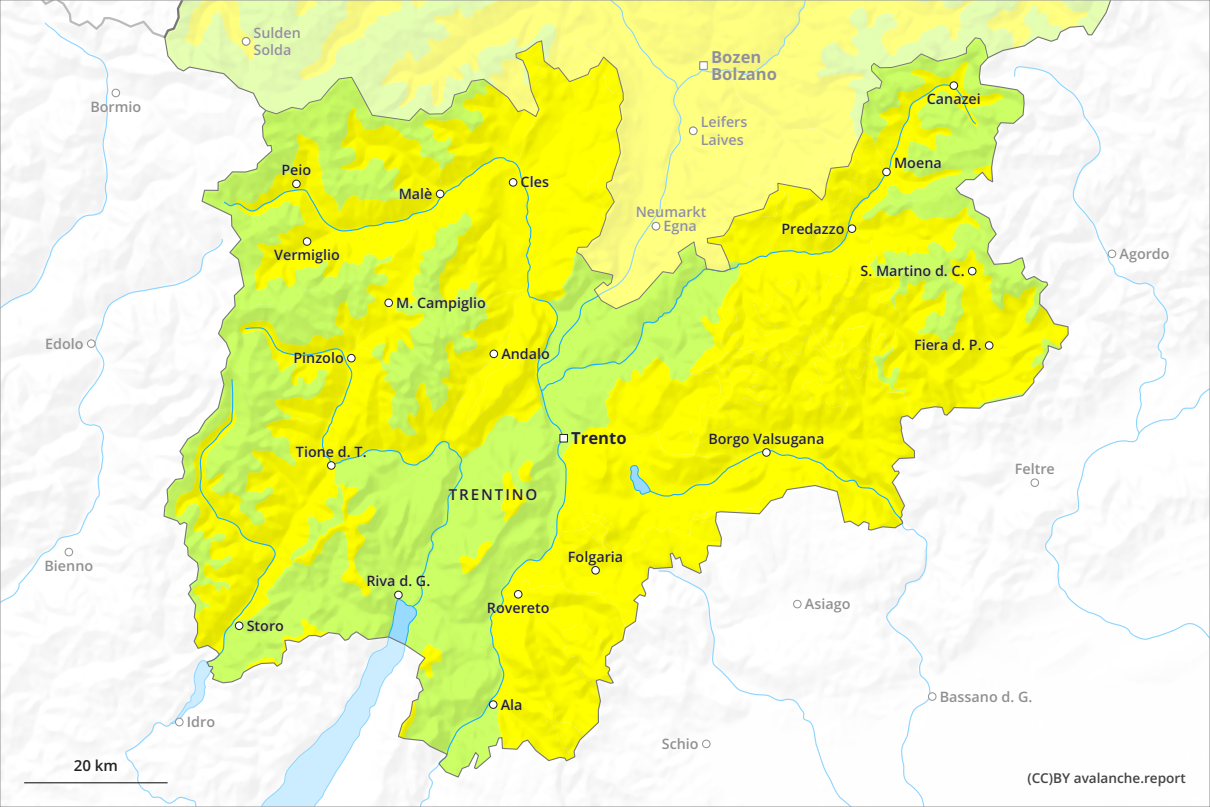 Sulden
Solda
Bozen
Bolzano
Bormio
Canazei
Leifers
Laives
Moena
Peio
Malè
Cles
Neumarkt
Egna
Predazzo
Vermiglio
Agordo
S. Martino d. C.
M. Campiglio
Edolo
Pinzolo
Andalo
Fiera d. P.
Trento
Borgo Valsugana
Tione d. T.
Feltre
TRENTINO
Bienno
Folgaria
Riva d. G.
Rovereto
Asiago
Storo
Bassano d. G.
Ala
Idro
Schio
20 km
(CC)BY avalanche.report